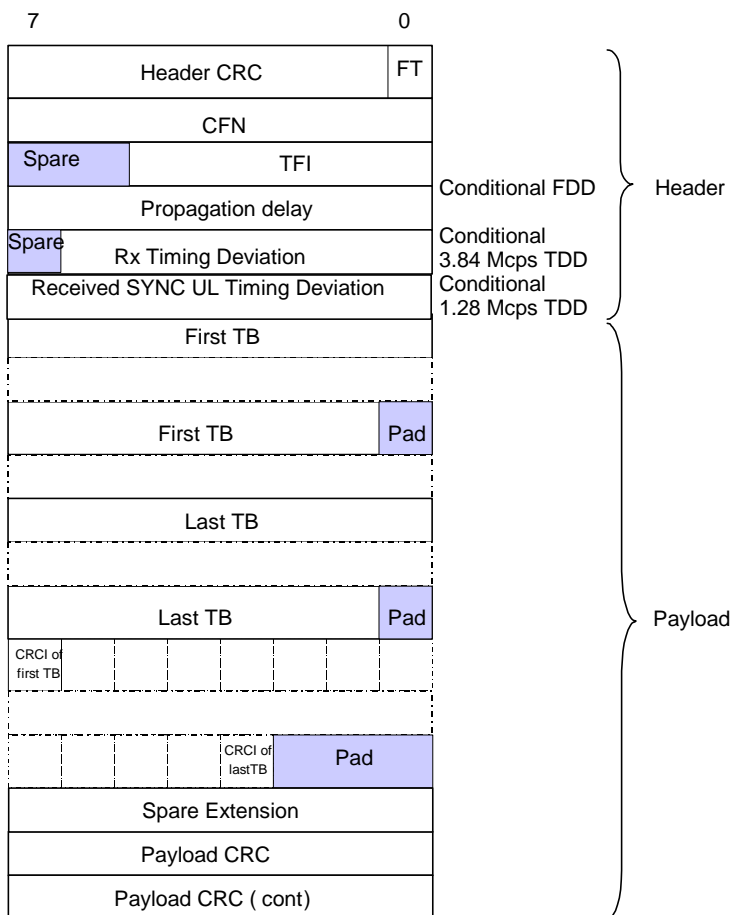 7 0
Header CRC FT
CFN
Spare TFI
Conditional FDD
Header
Propagation delay
Spare
Rx Timing Deviation
Conditional
3.84 Mcps TDD
Received SYNC UL Timing Deviation
Conditional
1.28 Mcps TDD
First TB
First TB Pad
Last TB
Last TB Pad
Payload
CRCI of
first TB
CRCI of
lastTB
Pad
Spare Extension
Payload CRC
Payload CRC ( cont)